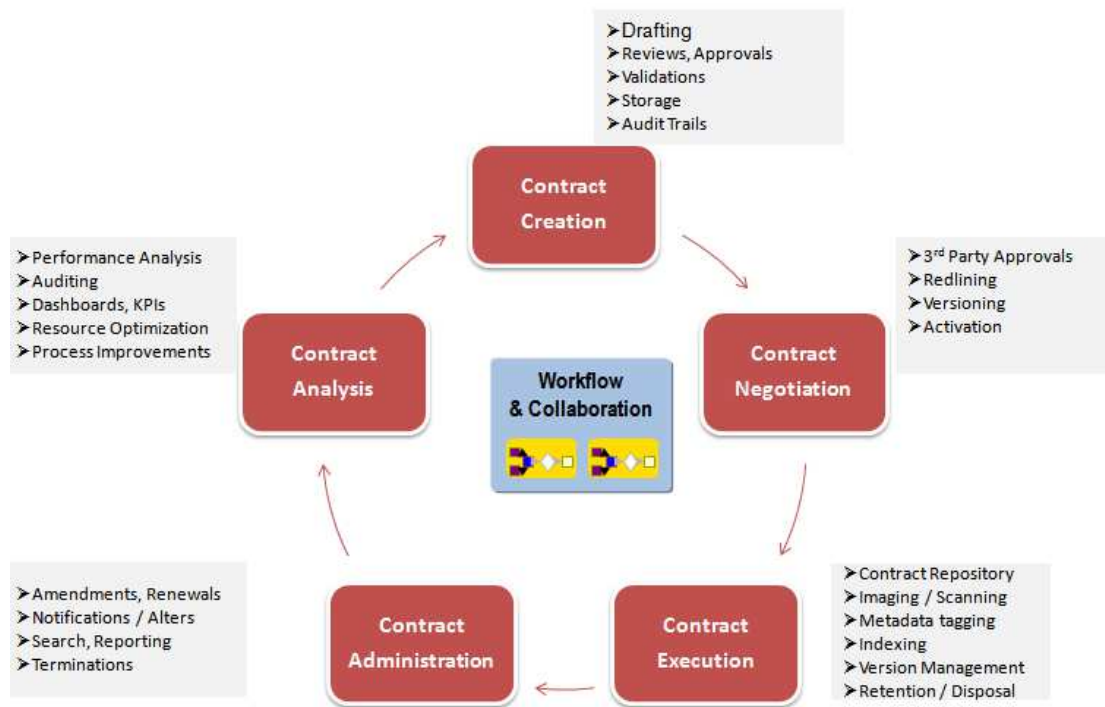 ➤Drafting
➤Reviews, Approvals
➤Validations
➤Storage
➤Audit Trails
Contract
Creation
➤3rd Party Approvals
➤Redlining
➤Versioning
➤Activation
Contract
Negotiation
➤Contract Repository
➤Imaging / Scanning
➤Metadata tagging
➤Indexing
➤Version Management
➤Retention / Disposal
Contract
Execution
➤Amendments, Renewals
➤Notifications / Alters
➤Search, Reporting
➤Terminations
Contract
Administration
➤Performance Analysis
➤Auditing
➤Dashboards, KPIs
➤Resource Optimization
➤Process Improvements
Contract
Analysis
Workflow
& Collaboration